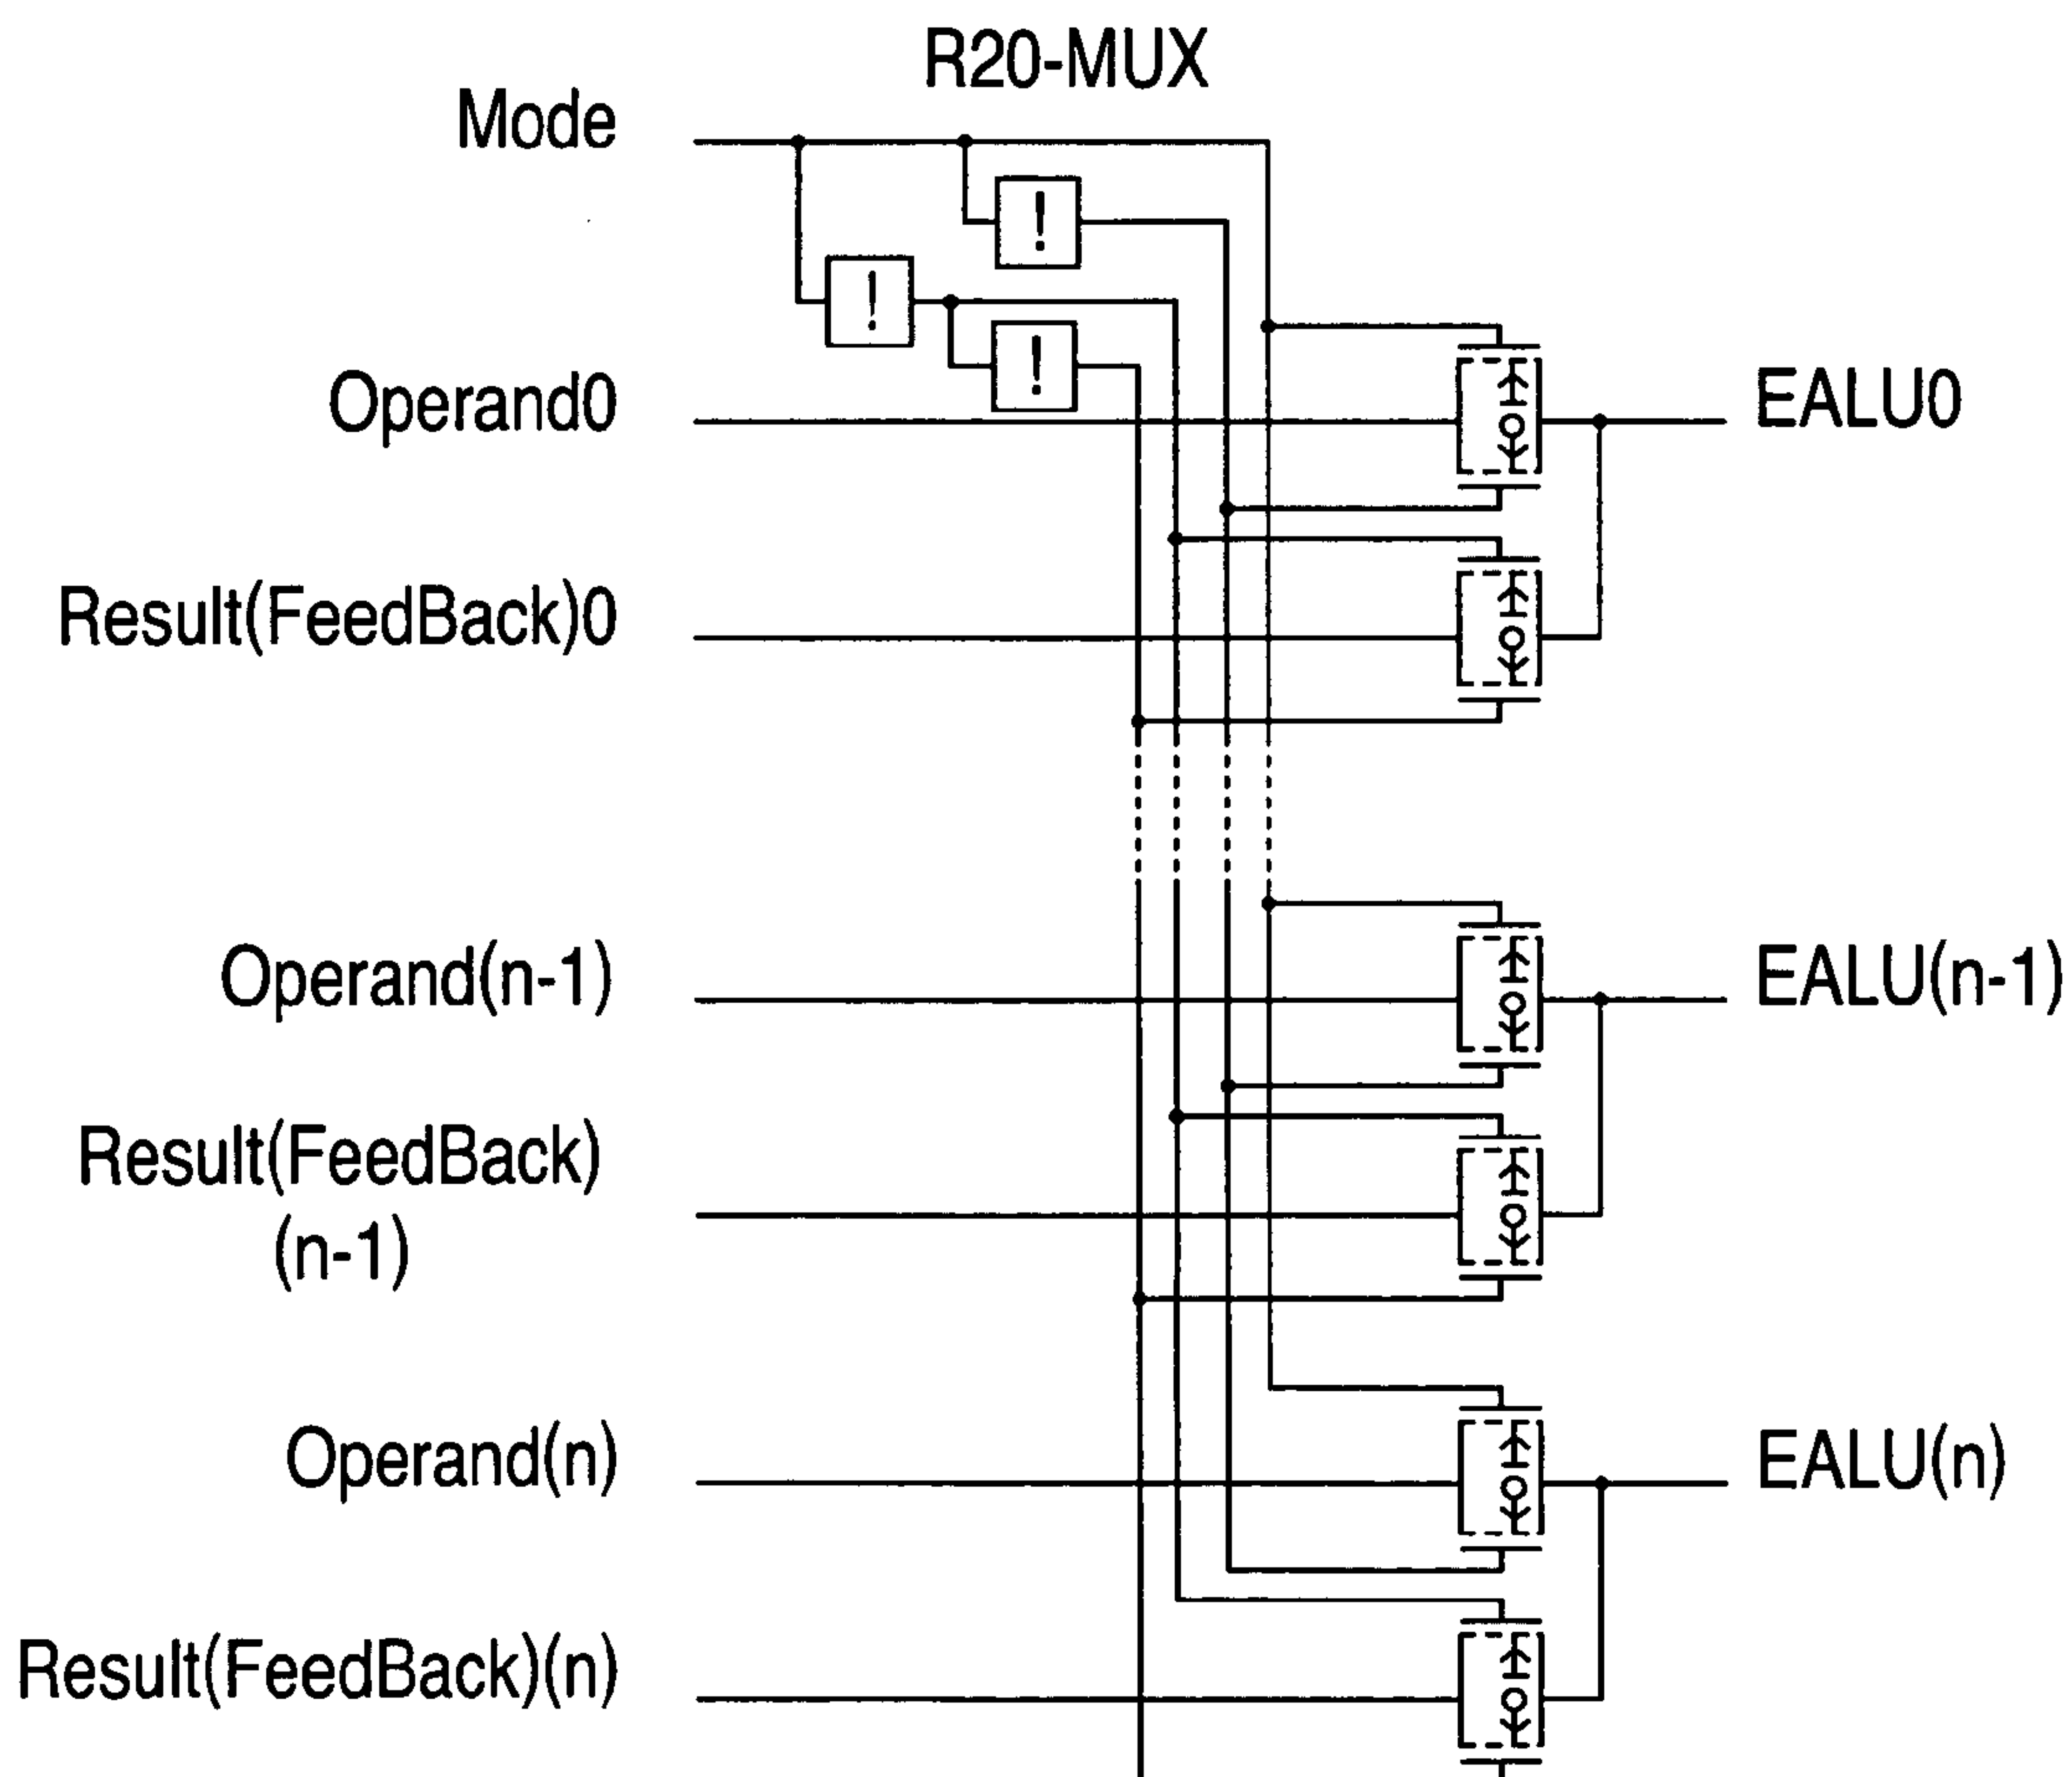 R20-MUX
Mode
!
!
!
Operand0
EALU0
Result(FeedBack)0
Operand(n-1)
EALU(n-1)
Result(FeedBack)
(n-1)
Operand(n)
EALU(n)
Result(FeedBack)(n)